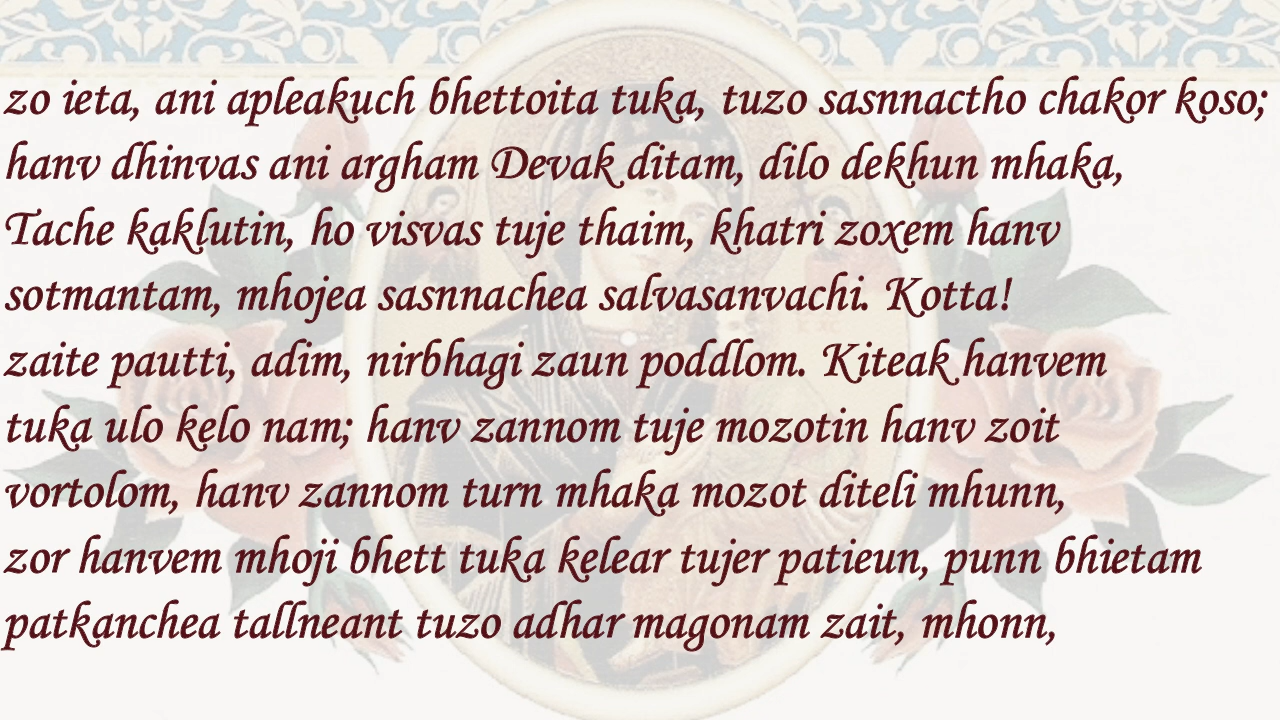 zo ieta, ani apleakuch bhettoita tuka, tuzo sasnnactho chakor koso;
hanv dhinvas ani argham Devak ditam, dilo dekhun mhaka,
Tache kaklutin, ho visvas tuje thaim, khatri zoxem hanv
sotmantam, mhojea sasnnachea salvasanvachi. Kotta!
zaite pautti, adim, nirbhagi zaun poddlom. Kiteak hanvem
tuka ulo kelo nam; hanv zannom tuje mozotin hanv zoit
vortolom, hanv zannom turn mhaka mozot diteli mhunn,
zor hanvem mhoji bhett tuka kelear tujer patieun, punn bhietam
patkanchea tallneant tuzo adhar magonam zait, mhonn,